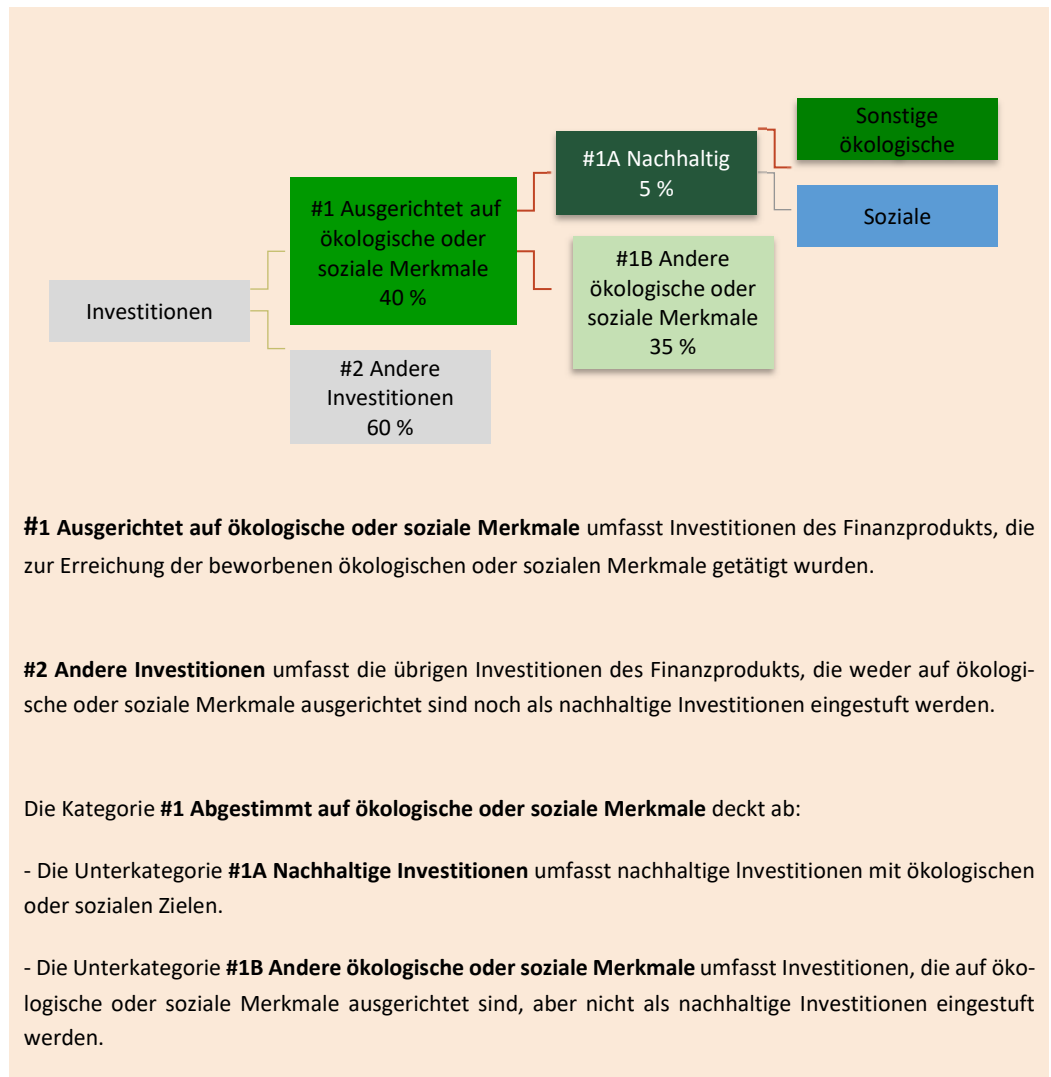 Sonstige
ökologische
#1A Nachhaltig
5 %
Soziale
#1 Ausgerichtet auf
ökologische oder
soziale Merkmale
40 %
#1B Andere
ökologische oder
soziale Merkmale
35 %
Investitionen
#2 Andere
Investitionen
60 %
#1 Ausgerichtet auf ökologische oder soziale Merkmale umfasst Investitionen des Finanzprodukts, die
zur Erreichung der beworbenen ökologischen oder sozialen Merkmale getätigt wurden.
#2 Andere Investitionen umfasst die übrigen Investitionen des Finanzprodukts, die weder auf ökologi-
sche oder soziale Merkmale ausgerichtet sind noch als nachhaltige Investitionen eingestuft werden.
Die Kategorie #1 Abgestimmt auf ökologische oder soziale Merkmale deckt ab:
- Die Unterkategorie #1A Nachhaltige Investitionen umfasst nachhaltige lnvestitionen mit ökologischen
oder sozialen Zielen.
- Die Unterkategorie #1B Andere ökologische oder soziale Merkmale umfasst Investitionen, die auf öko-
logische oder soziale Merkmale ausgerichtet sind, aber nicht als nachhaltige Investitionen eingestuft
werden.